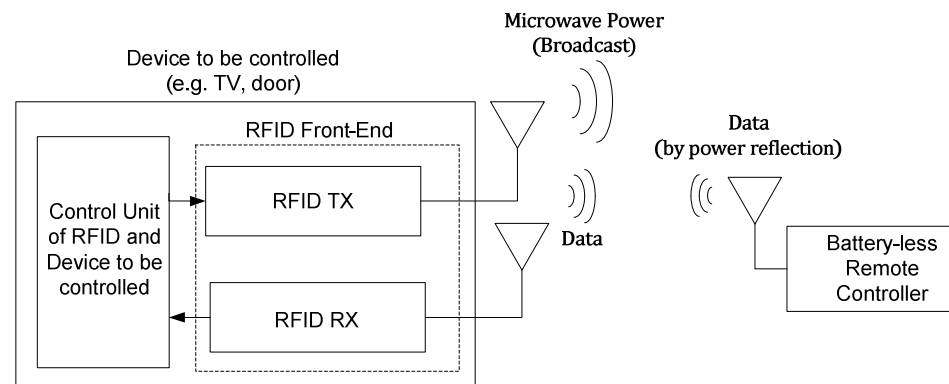 Microwave Power
(Broadcast)
Device to be controlled
(e.g. TV, door)
RFID Front-End
Data
(by power reflection)
RFID TX
Control Unit
of RFID and
Device to be
controlled
Data
Battery-less
Remote
Controller
RFID RX